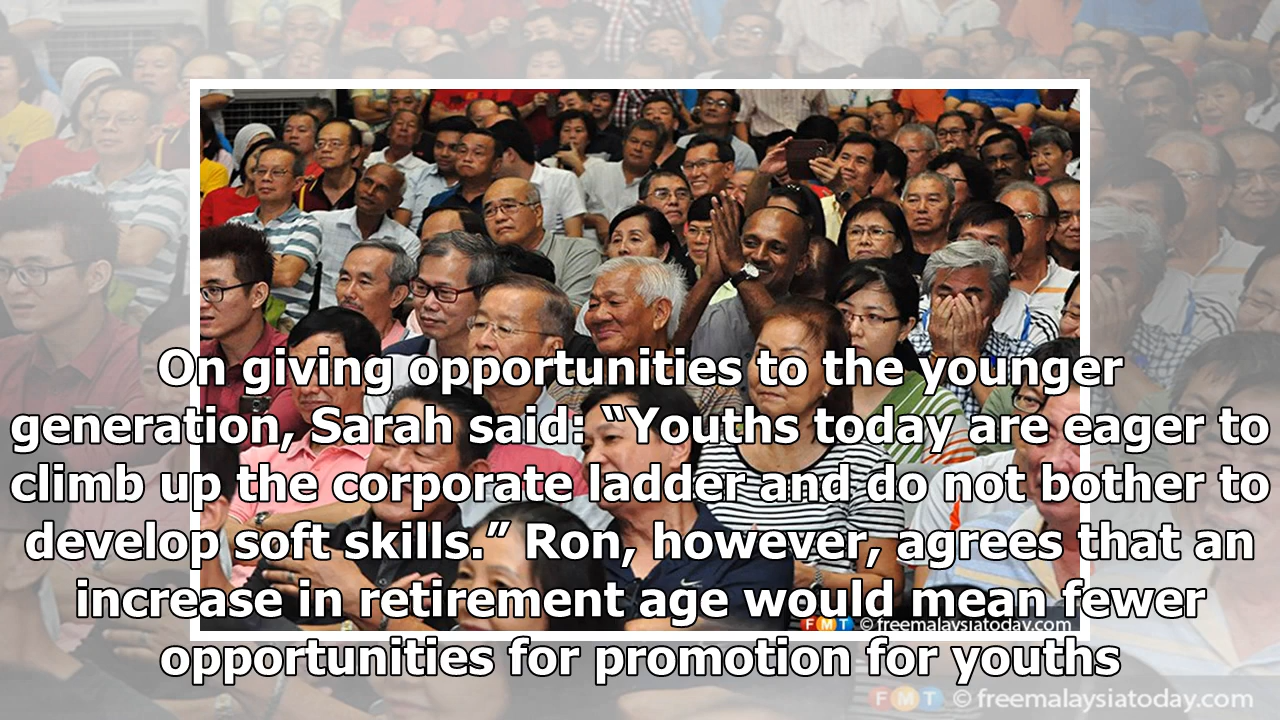 On giving opportunities to the younger
generation, Sarah said: “Youths today are eager to
climb up the corporate ladder and do not bother to
develop soft skills.” Ron, however, agrees that an
increase in retirement age would mean fewer
FMT © freemalaysiatoday.com
opportunities for promotion for youths
FMT © freemalaysiatoday.com